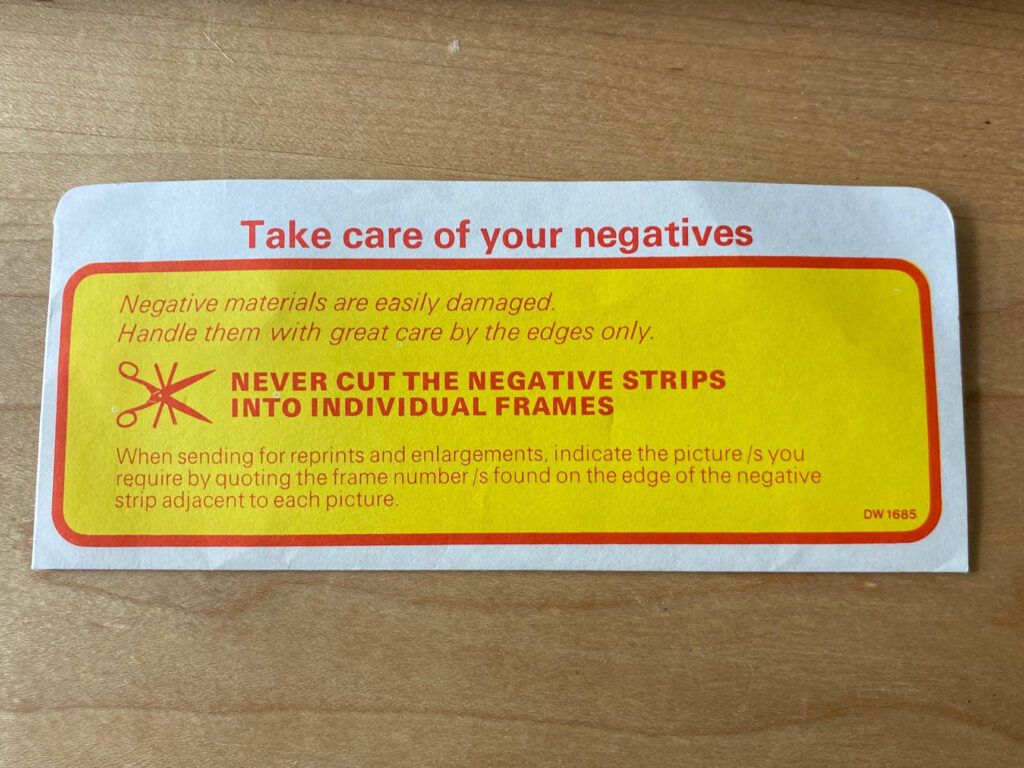 Take care of your negatives
Negative materials are easily damaged.
Handle them with great care by the edges only.
NEVER CUT THE NEGATIVE STRIPS
INTO INDIVIDUAL FRAMES
When sending for reprints and enlargements, indicate the picture /s you
require by quoting the frame number /s found on the edge of the negative
strip adjacent to each picture.
DW 1685